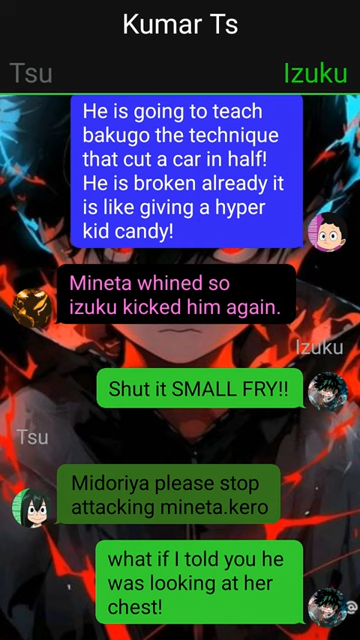 Kumar Ts
Tsu
Izuku
He is going to teach
bakugo the technique
that cut a car in half!
He is broken already it
is like giving a hyper
kid candy!
Mineta whined so
izuku kicked him again.
Izuku
Shut it SMALL FRY!!
Tsu
Midoriya please stop
attacking mineta.kero
what if I told you he
was looking at her
chest!
@